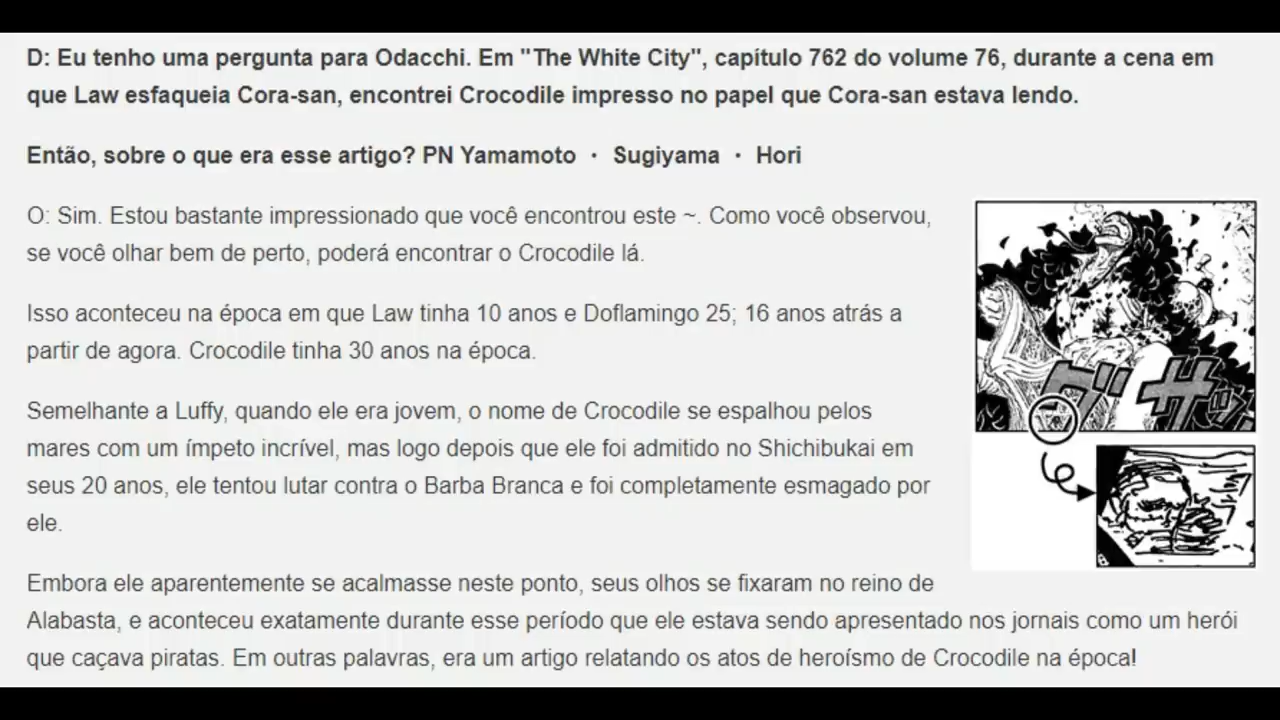 D: Eu tenho uma pergunta para Odacchi. Em "The White City", capítulo 762 do volume 76, durante a cena em
que Law esfaqueia Cora-san, encontrei Crocodile impresso no papel que Cora-san estava lendo.
Então, sobre o que era esse artigo? PN Yamamoto ・ Sugiyama ・ Hori
O: Sim. Estou bastante impressionado que você encontrou este ~. Como você observou,
se você olhar bem de perto, poderá encontrar o Crocodile lá.
Isso aconteceu na época em que Law tinha 10 anos e Doflamingo 25; 16 anos atrás a
partir de agora. Crocodile tinha 30 anos na época.
Semelhante a Luffy, quando ele era jovem, o nome de Crocodile se espalhou pelos
mares com um ímpeto incrível, mas logo depois que ele foi admitido no Shichibukai em
seus 20 anos, ele tentou lutar contra o Barba Branca e foi completamente esmagado por
ele.
Embora ele aparentemente se acalmasse neste ponto, seus olhos se fixaram no reino de
Alabasta, e aconteceu exatamente durante esse período que ele estava sendo apresentado nos jornais como um herói
que caçava piratas. Em outras palavras, era um artigo relatando os atos de heroísmo de Crocodile na época!